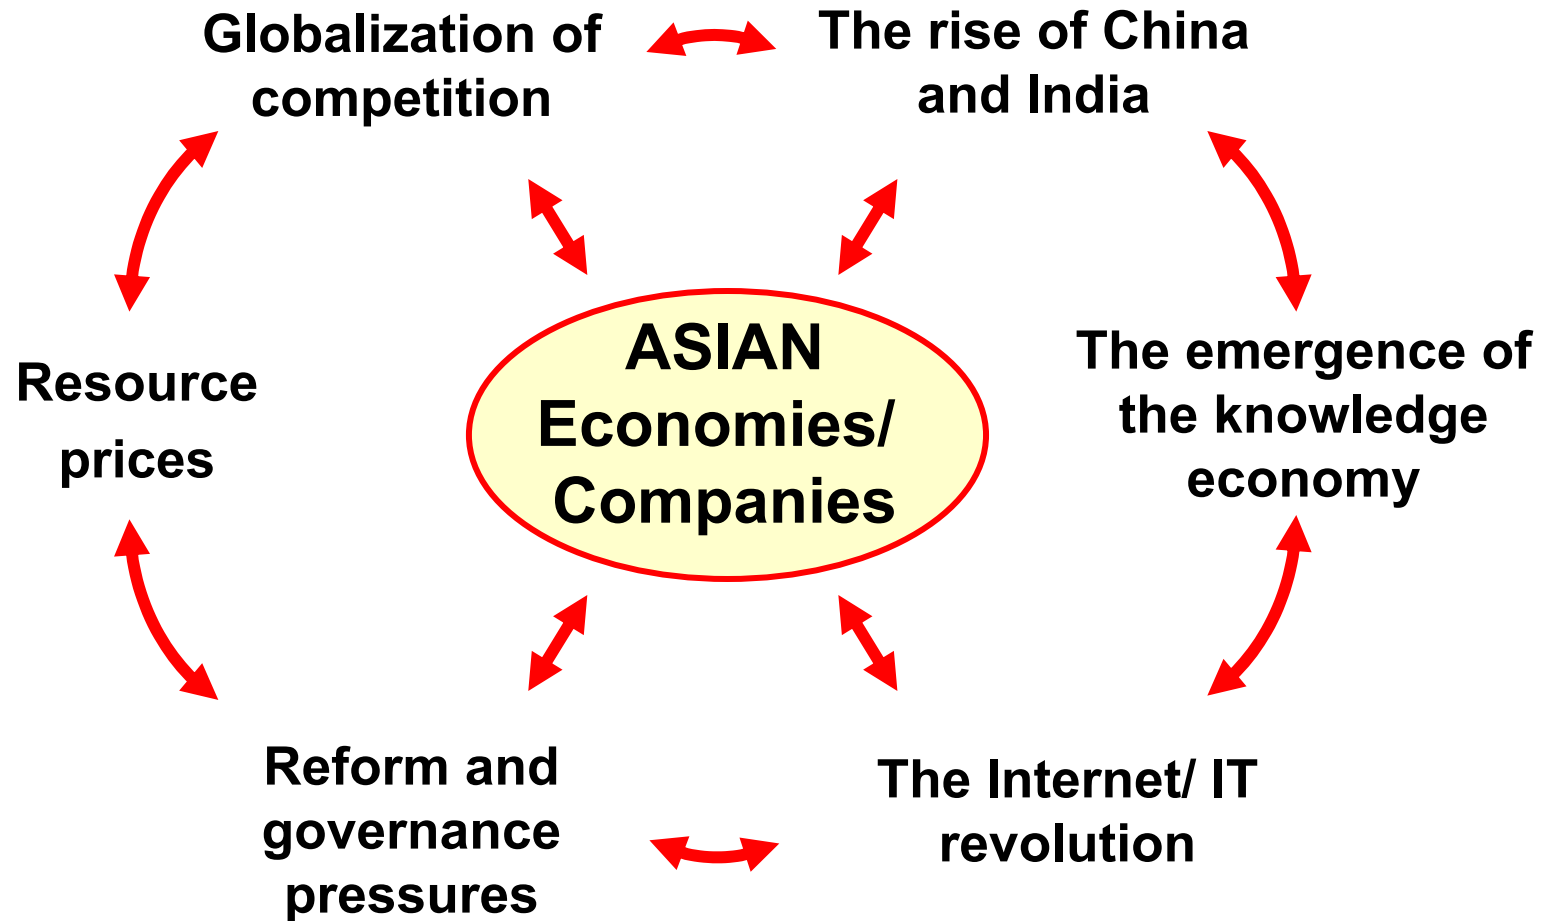 Globalization of
competition
The rise of China
and India
Resource
prices
ASIAN
Economies/
Companies
The emergence of
the knowledge
economy
Reform and
governance
pressures
The Internet/ IT
revolution